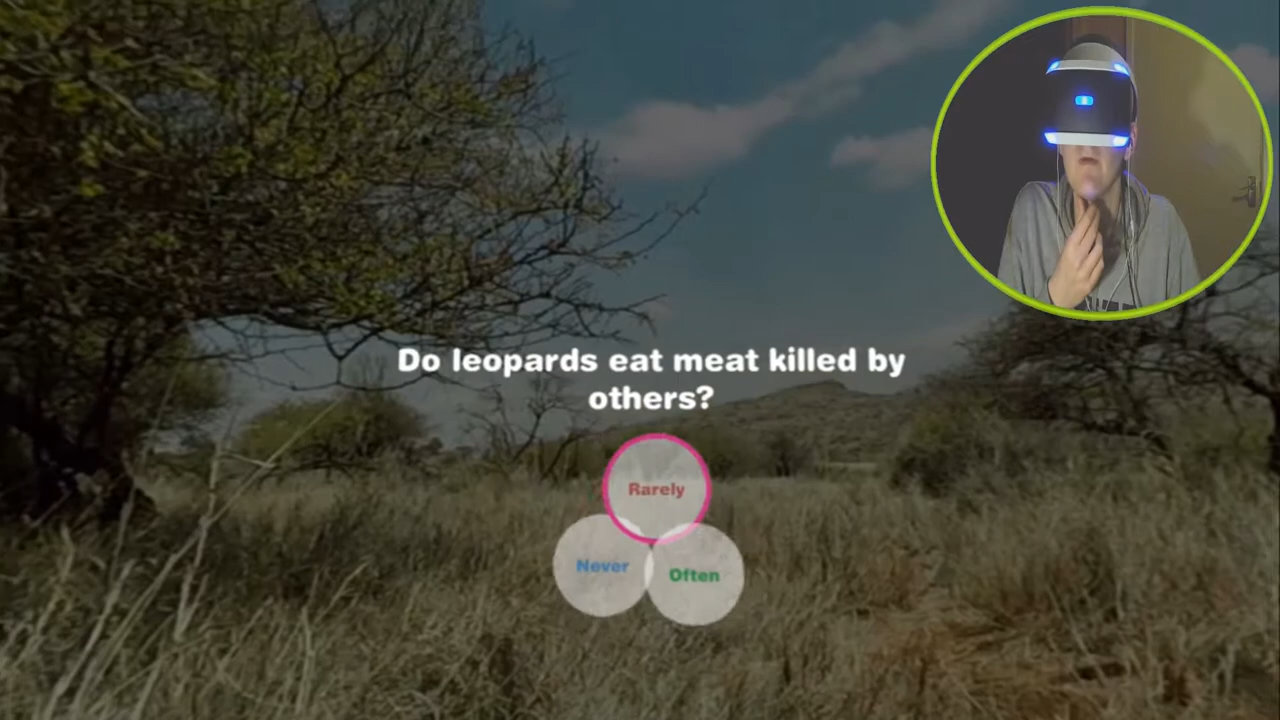 Do leopards eat meat killed by
others?
Rarely
Never
Often